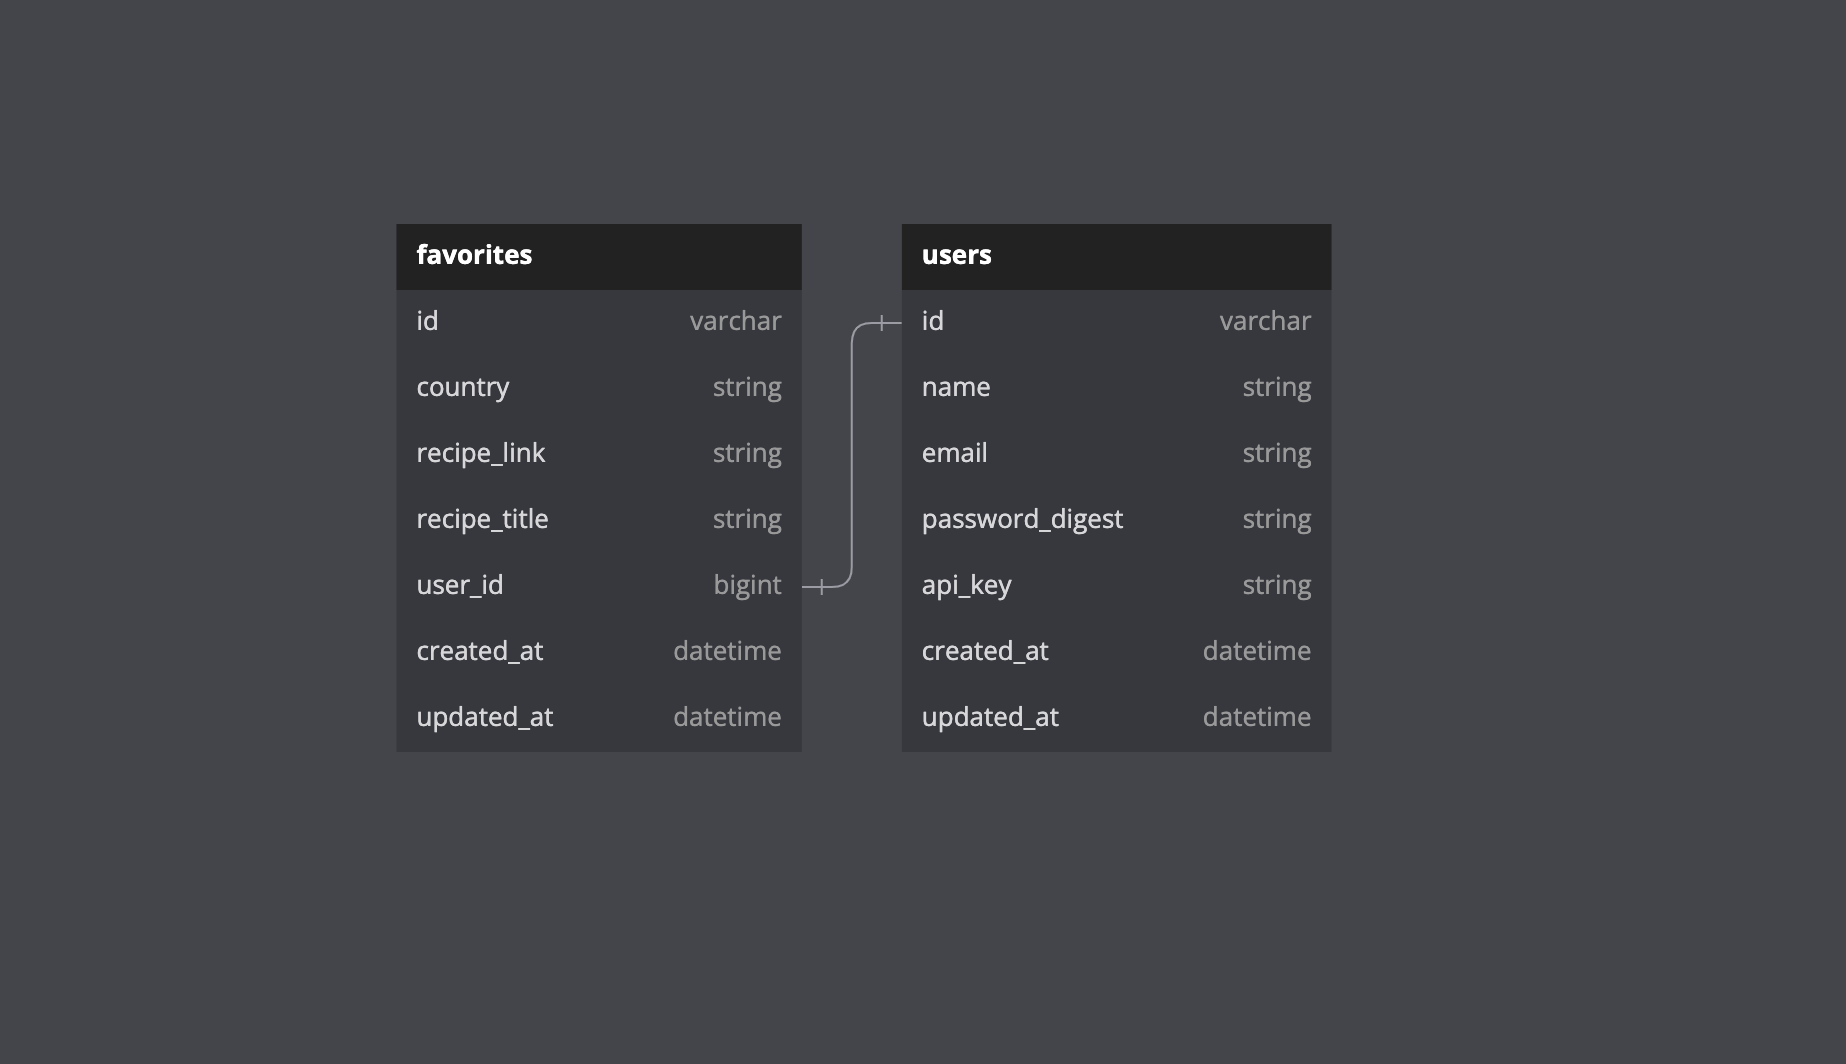 favorites
id varchar
country string
recipe_link string
recipe_title string
user_id bigint
created_at datetime
updated_at datetime
users
id varchar
name string
email string
password_digest string
api_key string
created_at datetime
updated_at datetime